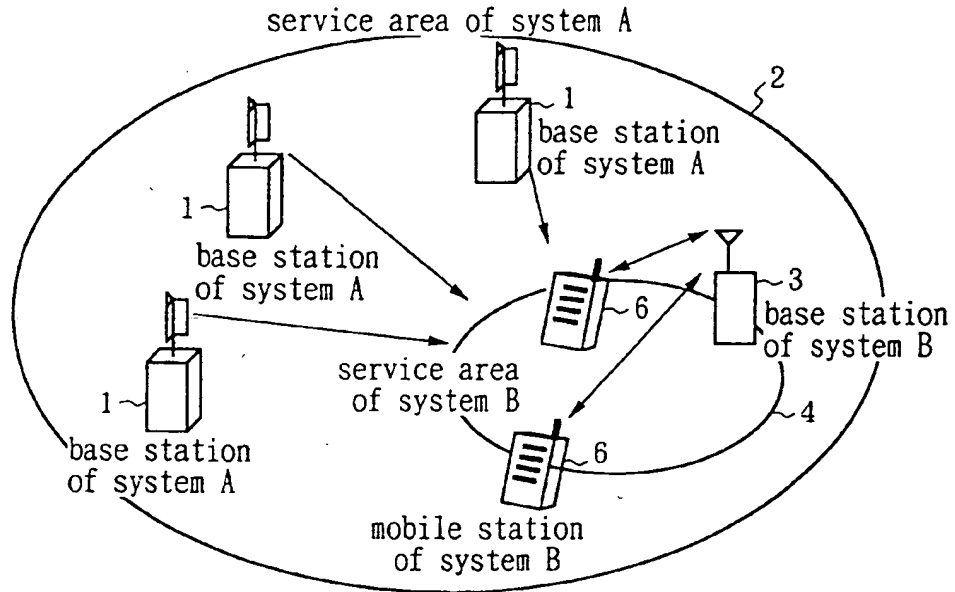 service area of system A
2
1
base station
of system A
1
base station
of system A
3
base station
of system B
6
1
base station
of system A
service area
of system B
4
6
mobile station
of system B